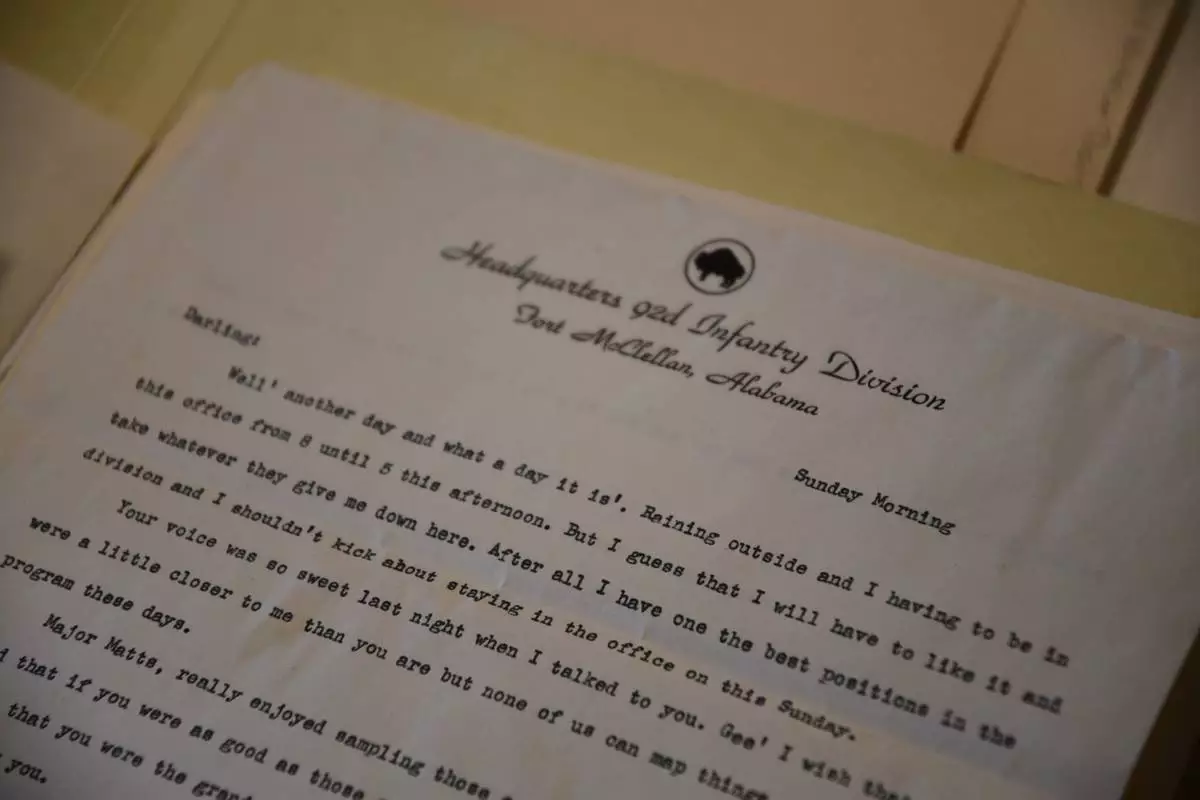 Headquarters 92d Infantry Division
Fort McClellan, Alabama
Sunday Morning
Darling:
Well' another day and what a day it is'. Raining outside and I having to be in
this office from 8 until 5 this afternoon. But I guess that I will have to like it and
take whatever they give me down here. After all I have one the best positions in the
division and I shouldn't kick about staying in the office on this Sunday.
Your voice was so sweet last night when I talked to you. Gee' I wish that
were a little closer to me than you are but none of us can map things
program these days.
Major Matts, really enjoyed sampling those
that if you were as good as those
that you were the
you.